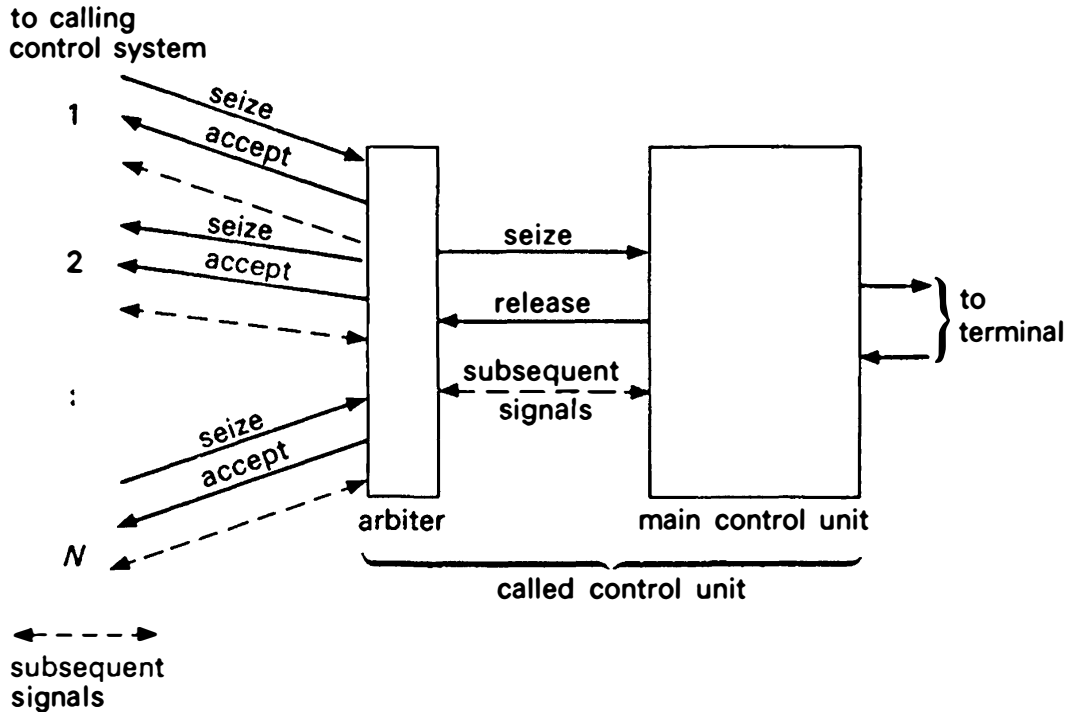 to calling
control system
1
seize
accept
2
seize
accept
:
seize
accept
N
seize
release
subsequent
signals
to
terminal
arbiter
main control unit
called control unit
subsequent
signals